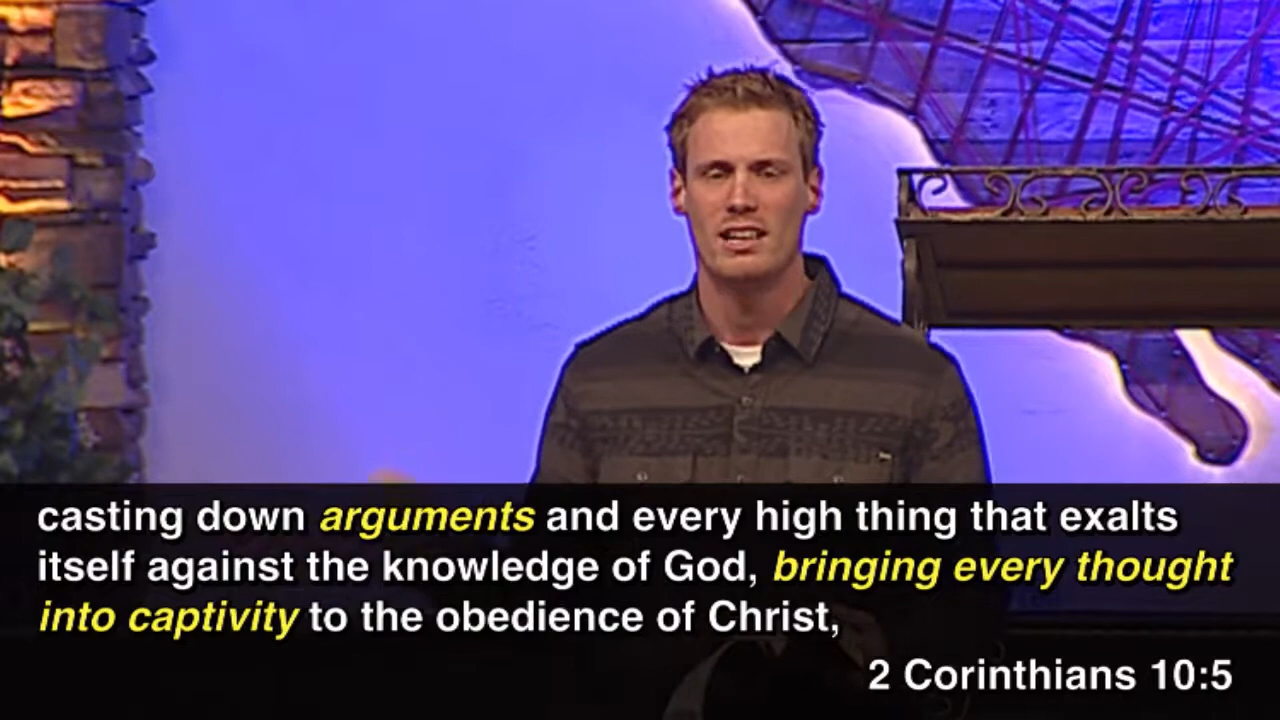 casting down arguments and every high thing that exalts
itself against the knowledge of God, bringing every thought
into captivity to the obedience of Christ,
2 Corinthians 10:5